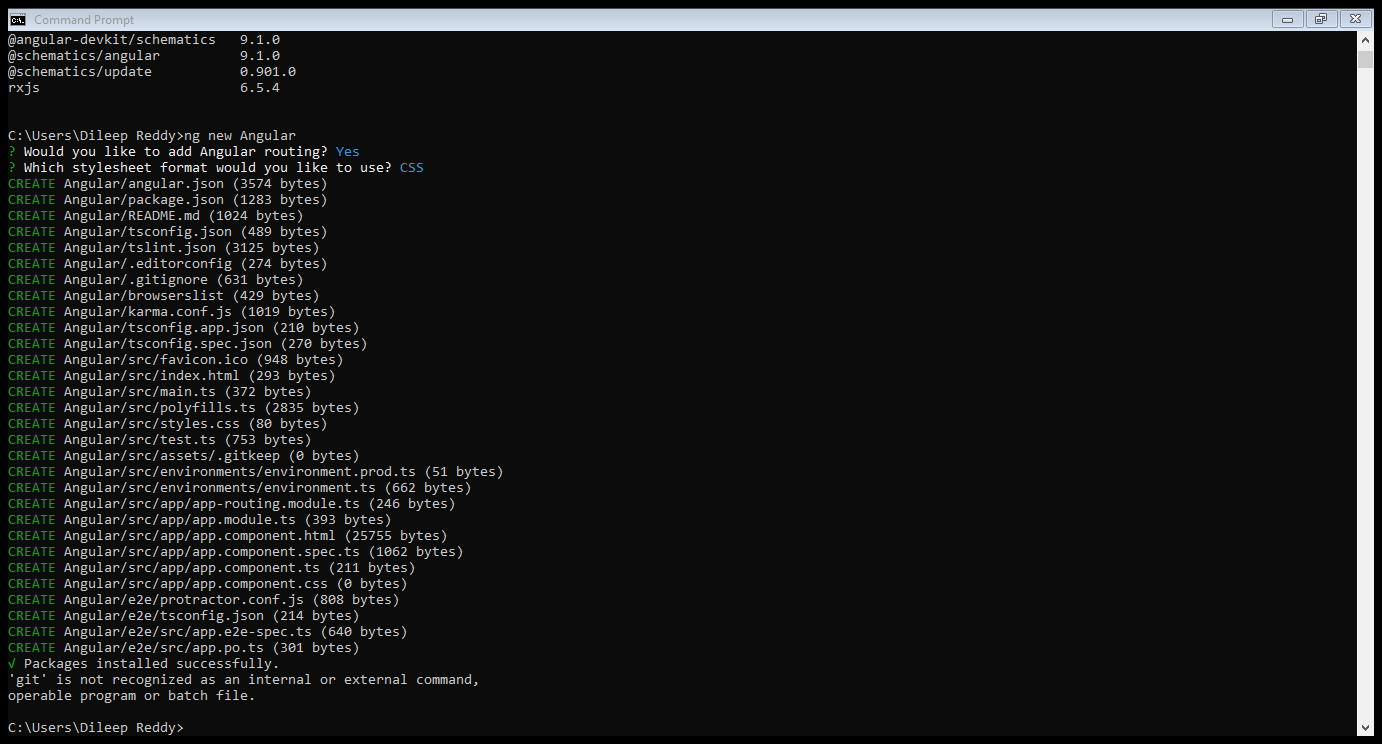 Command Prompt
@angular-devkit/schematics   9.1.0
@schematics/angular          9.1.0
@schematics/update           0.901.0
rxjs                         6.5.4
C:\Users\Dileep Reddy>ng new Angular
? Would you like to add Angular routing? Yes
? Which stylesheet format would you like to use? CSS
CREATE Angular/angular.json (3574 bytes)
CREATE Angular/package.json (1283 bytes)
CREATE Angular/README.md (1024 bytes)
CREATE Angular/tsconfig.json (489 bytes)
CREATE Angular/tslint.json (3125 bytes)
CREATE Angular/.editorconfig (274 bytes)
CREATE Angular/.gitignore (631 bytes)
CREATE Angular/browserslist (429 bytes)
CREATE Angular/karma.conf.js (1019 bytes)
CREATE Angular/tsconfig.app.json (210 bytes)
CREATE Angular/tsconfig.spec.json (270 bytes)
CREATE Angular/src/favicon.ico (948 bytes)
CREATE Angular/src/index.html (293 bytes)
CREATE Angular/src/main.ts (372 bytes)
CREATE Angular/src/polyfills.ts (2835 bytes)
CREATE Angular/src/styles.css (80 bytes)
CREATE Angular/src/test.ts (753 bytes)
CREATE Angular/src/assets/.gitkeep (0 bytes)
CREATE Angular/src/environments/environment.prod.ts (51 bytes)
CREATE Angular/src/environments/environment.ts (662 bytes)
CREATE Angular/src/app/app-routing.module.ts (246 bytes)
CREATE Angular/src/app/app.module.ts (393 bytes)
CREATE Angular/src/app/app.component.html (25755 bytes)
CREATE Angular/src/app/app.component.spec.ts (1062 bytes)
CREATE Angular/src/app/app.component.ts (211 bytes)
CREATE Angular/src/app/app.component.css (0 bytes)
CREATE Angular/e2e/protractor.conf.js (808 bytes)
CREATE Angular/e2e/tsconfig.json (214 bytes)
CREATE Angular/e2e/src/app.e2e-spec.ts (640 bytes)
CREATE Angular/e2e/src/app.po.ts (301 bytes)
√ Packages installed successfully.
'git' is not recognized as an internal or external command,
operable program or batch file.
C:\Users\Dileep Reddy>